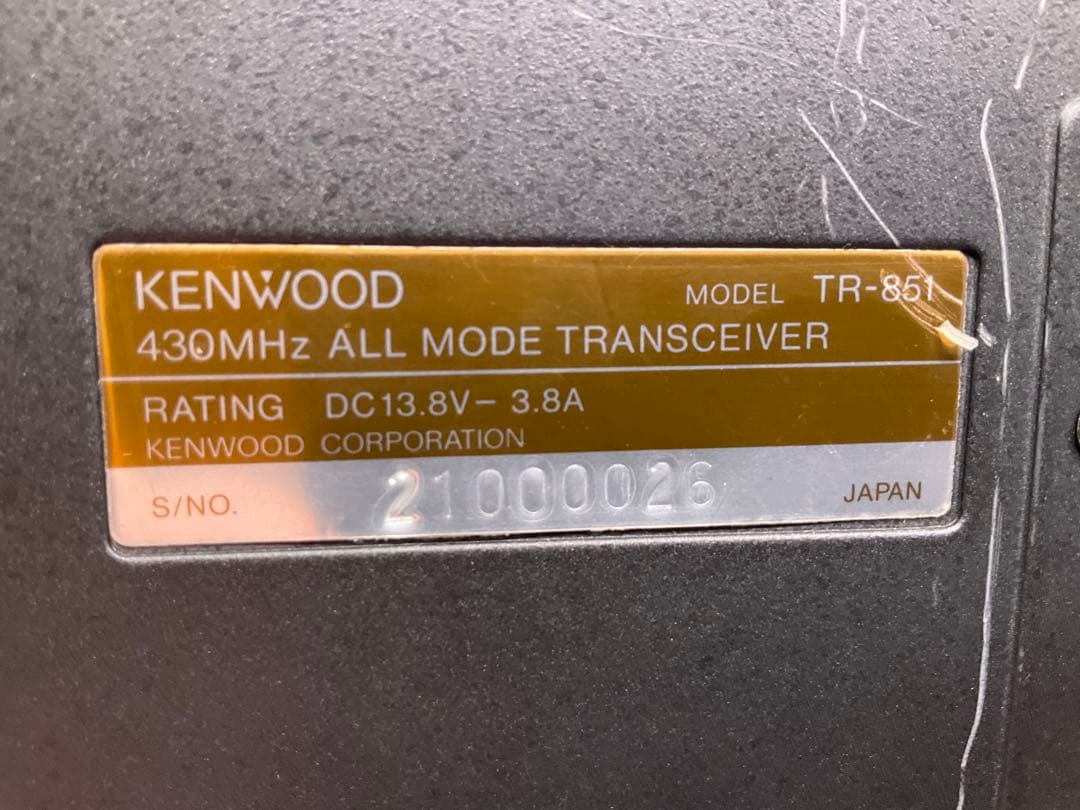 KENWOOD MODEL TR-851
430MHz ALL MODE TRANSCEIVER
RATING DC13.8V- 3.8A
KENWOOD CORPORATION
S/NO. 21000026 JAPAN